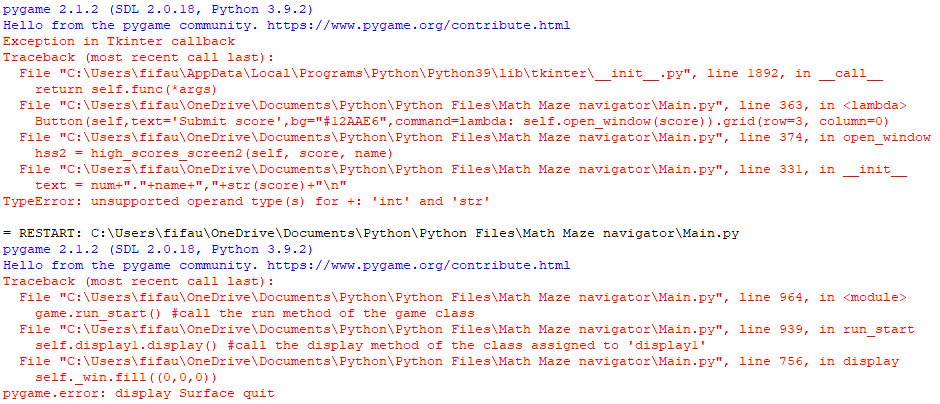 pygame 2.1.2 (SDL 2.0.18, Python 3.9.2)
Hello from the pygame community. https://www.pygame.org/contribute.html
Exception in Tkinter callback
Traceback (most recent call last):
  File "C:\Users\fifau\AppData\Local\Programs\Python\Python39\lib\tkinter\__init__.py", line 1892, in __call__
    return self.func(*args)
  File "C:\Users\fifau\OneDrive\Documents\Python\Python Files\Math Maze navigator\Main.py", line 363, in <lambda>
    Button(self,text='Submit score',bg="#12AAE6",command=lambda: self.open_window(score)).grid(row=3, column=0)
  File "C:\Users\fifau\OneDrive\Documents\Python\Python Files\Math Maze navigator\Main.py", line 374, in open_window
    hss2 = high_scores_screen2(self, score, name)
  File "C:\Users\fifau\OneDrive\Documents\Python\Python Files\Math Maze navigator\Main.py", line 331, in __init__
    text = num+"."+name+","+str(score)+"\n"
TypeError: unsupported operand type(s) for +: 'int' and 'str'
= RESTART: C:\Users\fifau\OneDrive\Documents\Python\Python Files\Math Maze navigator\Main.py
pygame 2.1.2 (SDL 2.0.18, Python 3.9.2)
Hello from the pygame community. https://www.pygame.org/contribute.html
Traceback (most recent call last):
  File "C:\Users\fifau\OneDrive\Documents\Python\Python Files\Math Maze navigator\Main.py", line 964, in <module>
    game.run_start() #call the run method of the game class
  File "C:\Users\fifau\OneDrive\Documents\Python\Python Files\Math Maze navigator\Main.py", line 939, in run_start
    self.display1.display() #call the display method of the class assigned to 'display1'
  File "C:\Users\fifau\OneDrive\Documents\Python\Python Files\Math Maze navigator\Main.py", line 756, in display
    self._win.fill((0,0,0))
pygame.error: display Surface quit